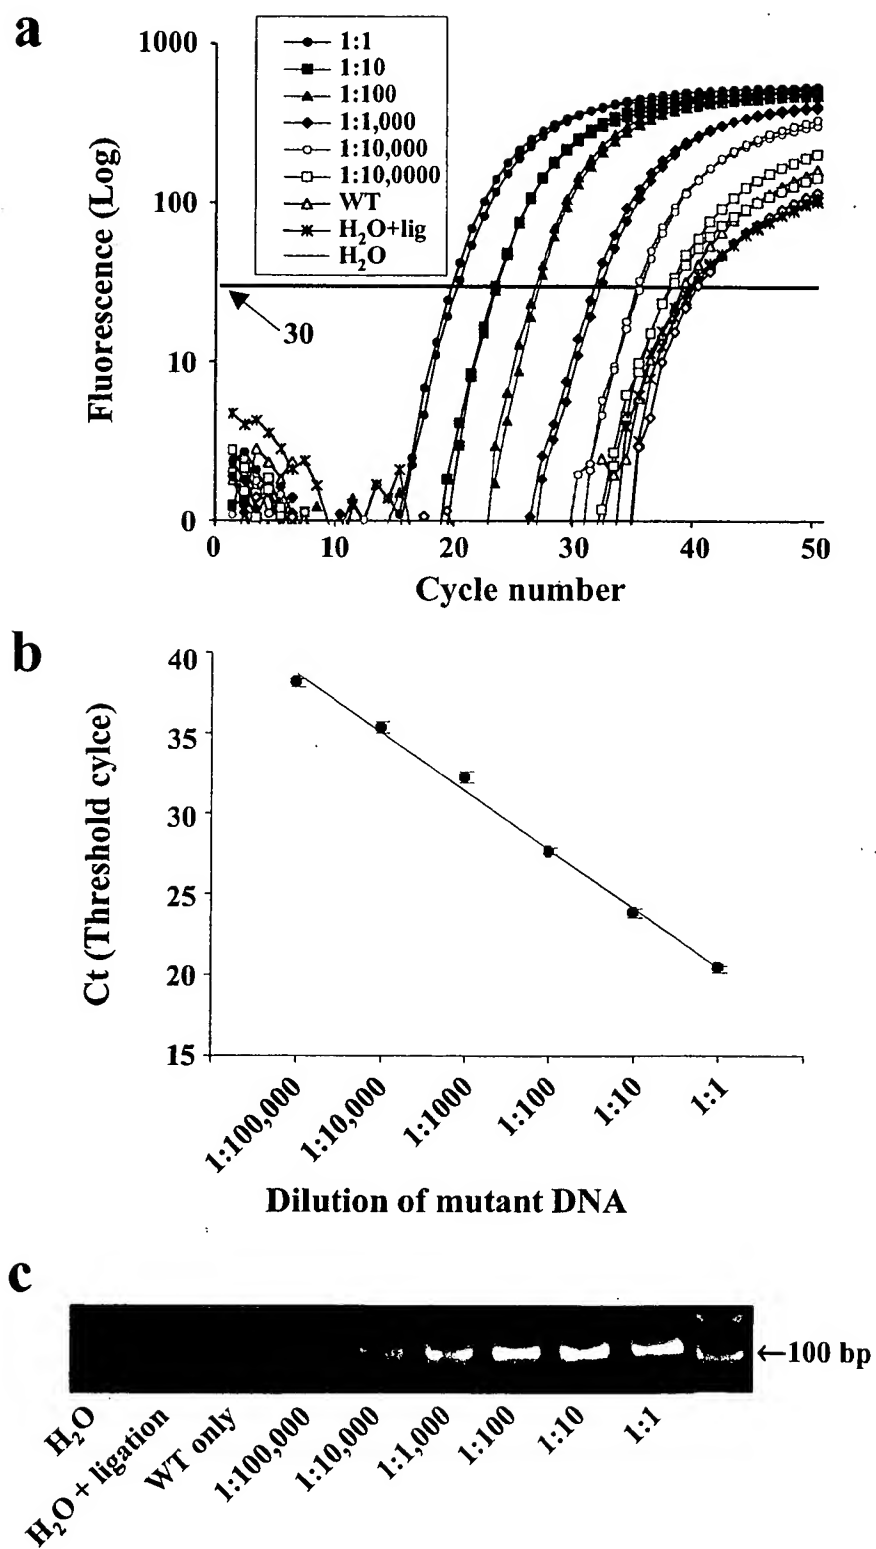 a
1000
100
10
0
Fluorescence (Log)
1:1
1:10
1:100
1:1,000
1:10,000
1:10,0000
WT
H₂O+lig
H₂O
30
0 10 20 30 40 50
Cycle number
b
40
35
30
25
20
15
Ct (Threshold cylce)
1:100,000
1:10,000
1:1000
1:100
1:10
1:1
Dilution of mutant DNA
c
←100 bp
H₂O
H₂O + ligation
WT only
1:100,000
1:10,000
1:1,000
1:100
1:10
1:1